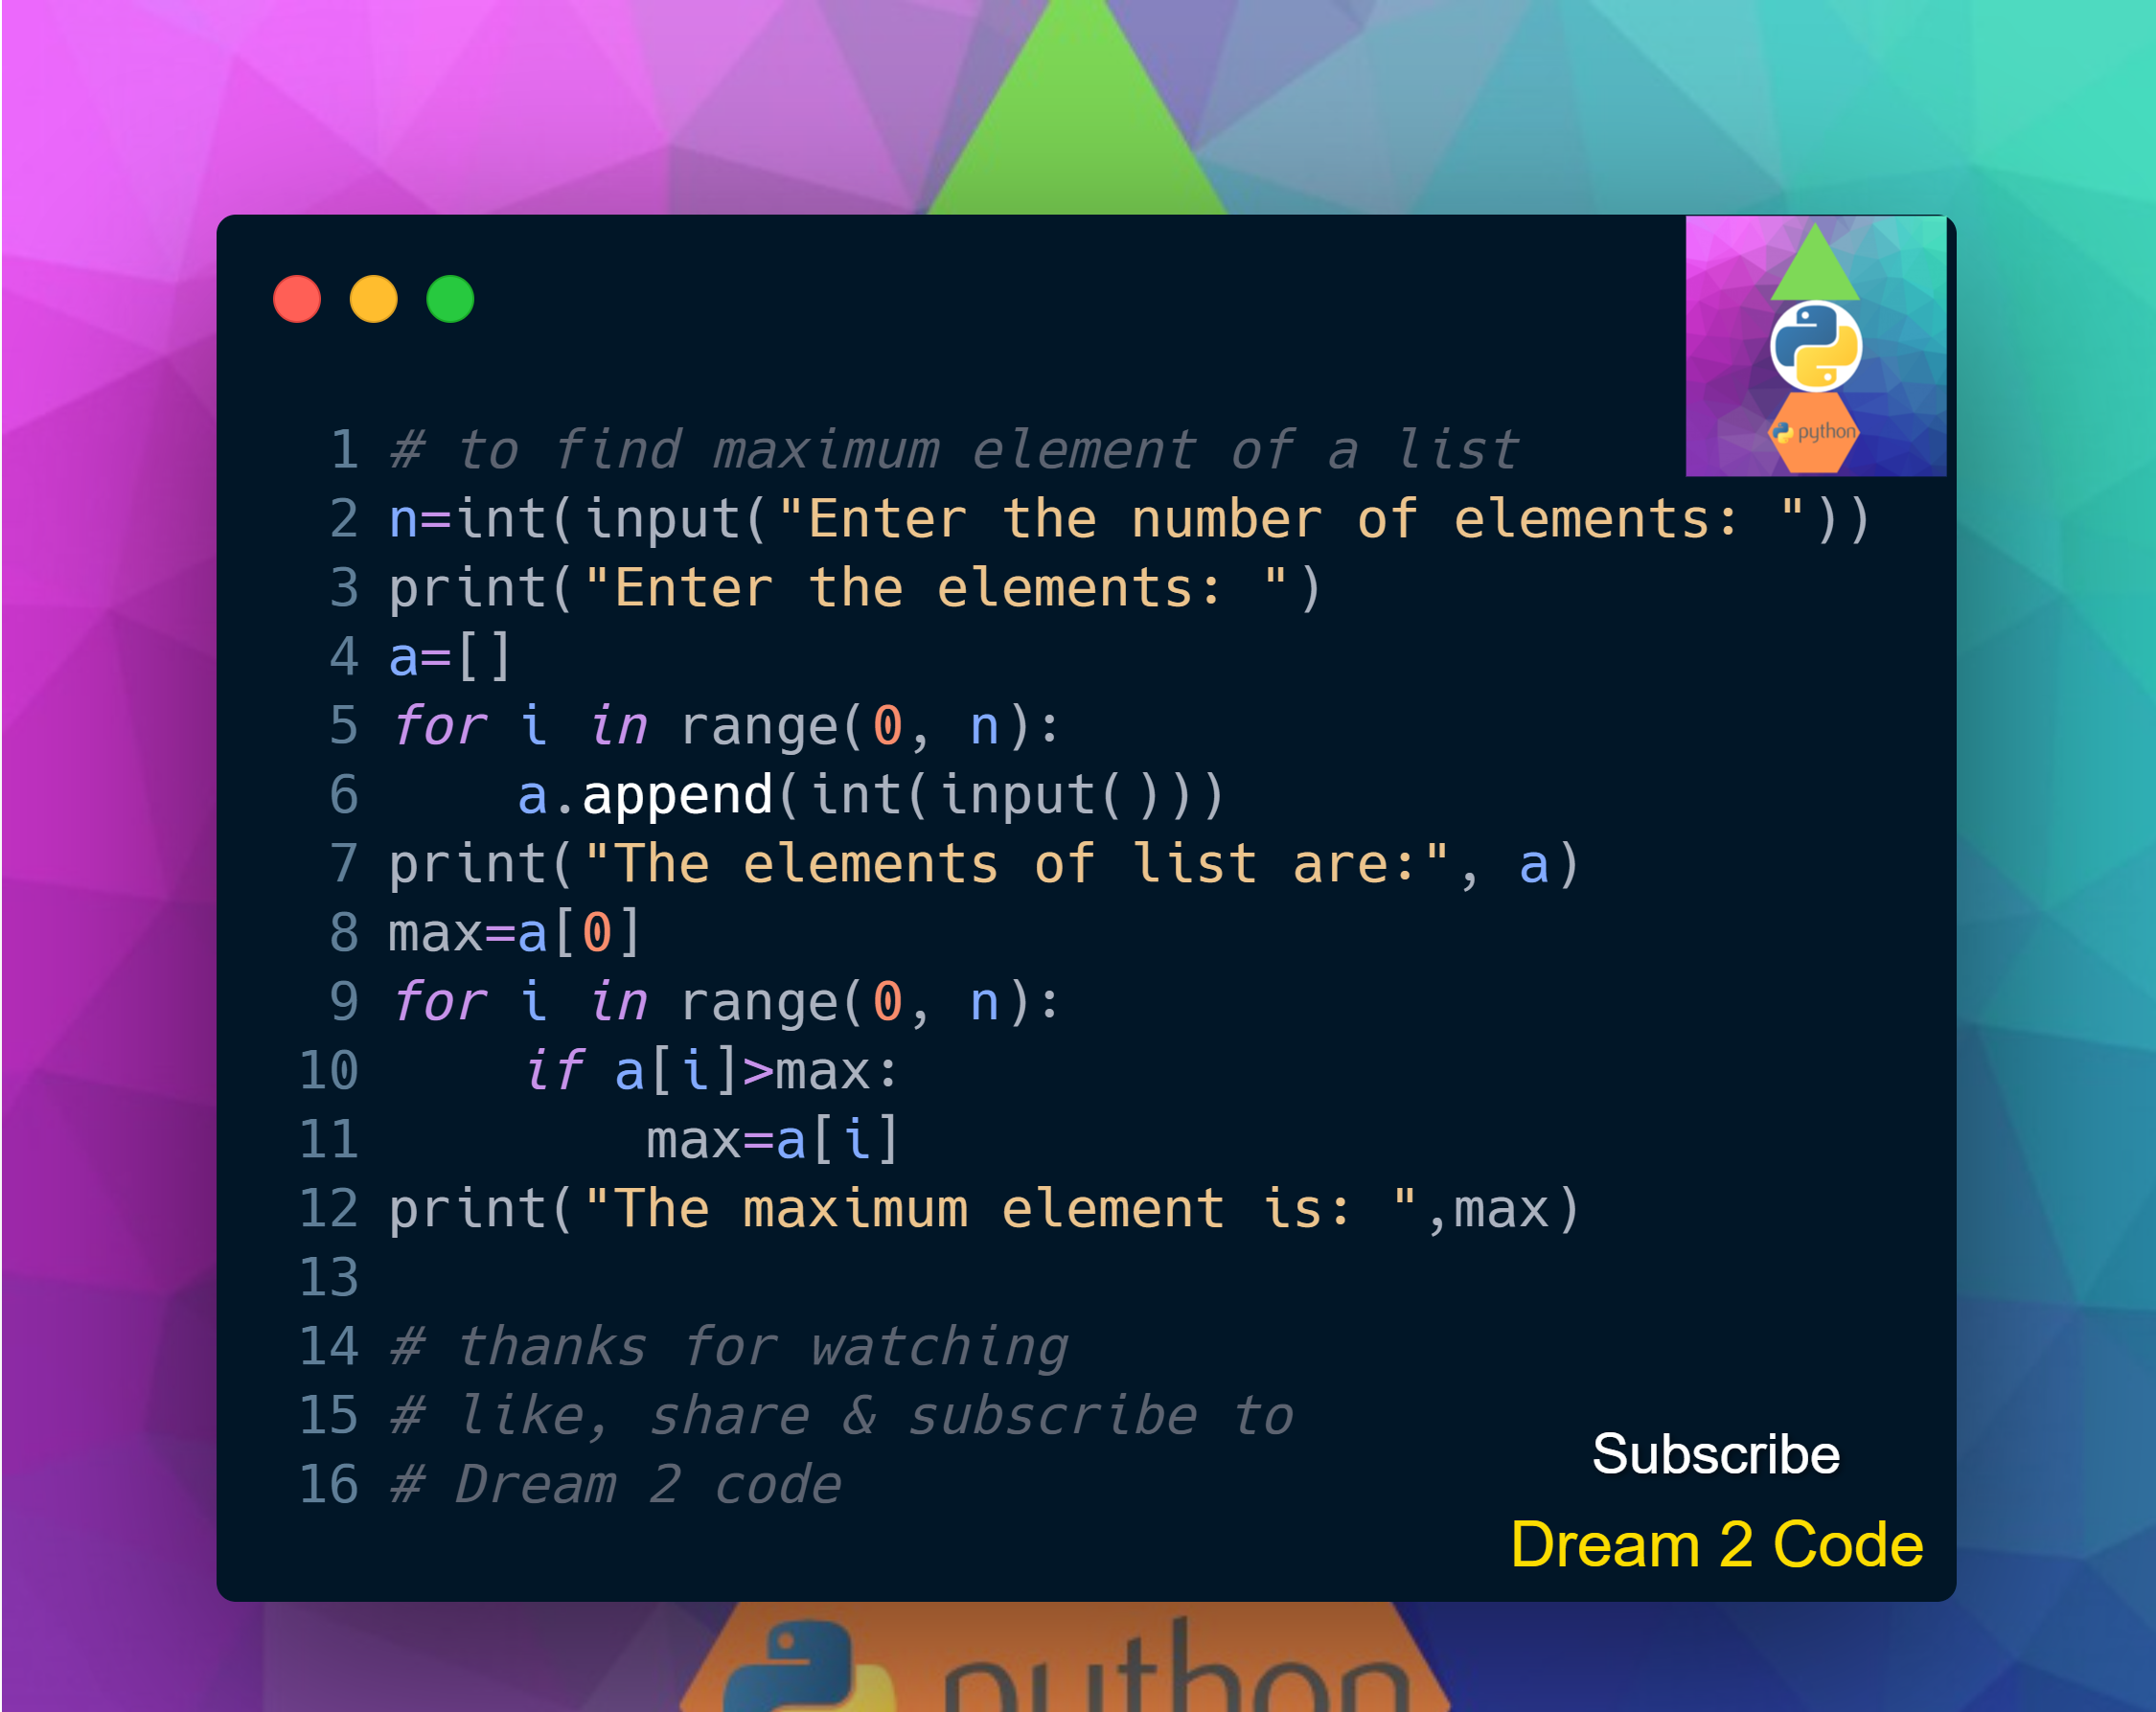 1 # to find maximum element of a list
2 n=int(input("Enter the number of elements: "))
3 print("Enter the elements: ")
4 a=[]
5 for i in range(0, n):
6     a.append(int(input()))
7 print("The elements of list are:", a)
8 max=a[0]
9 for i in range(0, n):
10     if a[i]>max:
11         max=a[i]
12 print("The maximum element is: ",max)
13
14 # thanks for watching
15 # like, share & subscribe to
16 # Dream 2 code
python
Subscribe
Dream 2 Code
python